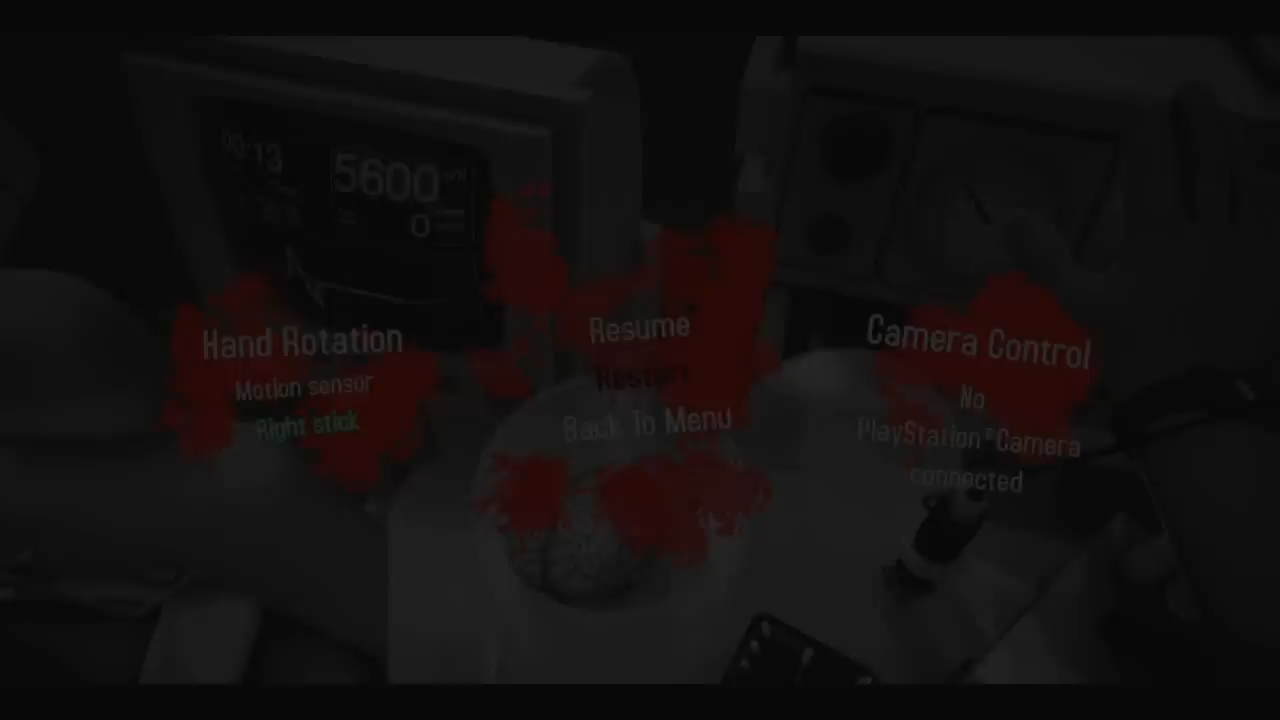 00:13
5600 ml
0
Hand Rotation
Motion sensor
Right stick
Resume
Restart
Back To Menu
Camera Control
No
PlayStation®Camera
connected